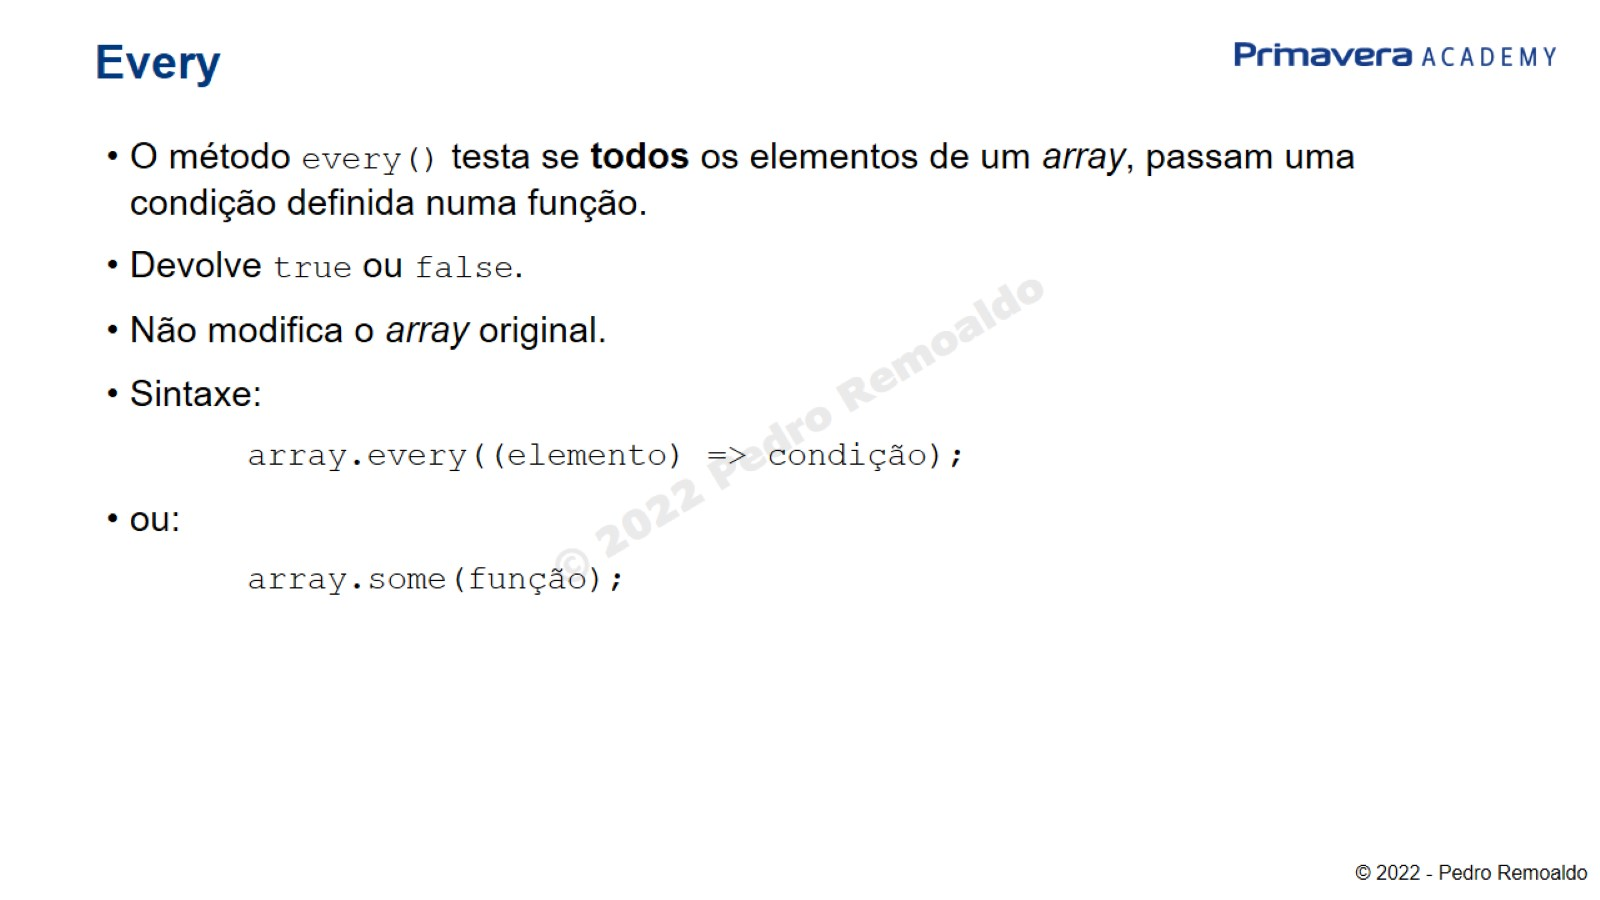 Every
Primavera ACADEMY
• O método every() testa se todos os elementos de um array, passam uma
condição definida numa função.
• Devolve true ou false.
• Não modifica o array original.
• Sintaxe:
array.every((elemento) => condição);
• ou:
array.some(função);
© 2022 Pedro Remoaldo
© 2022 - Pedro Remoaldo